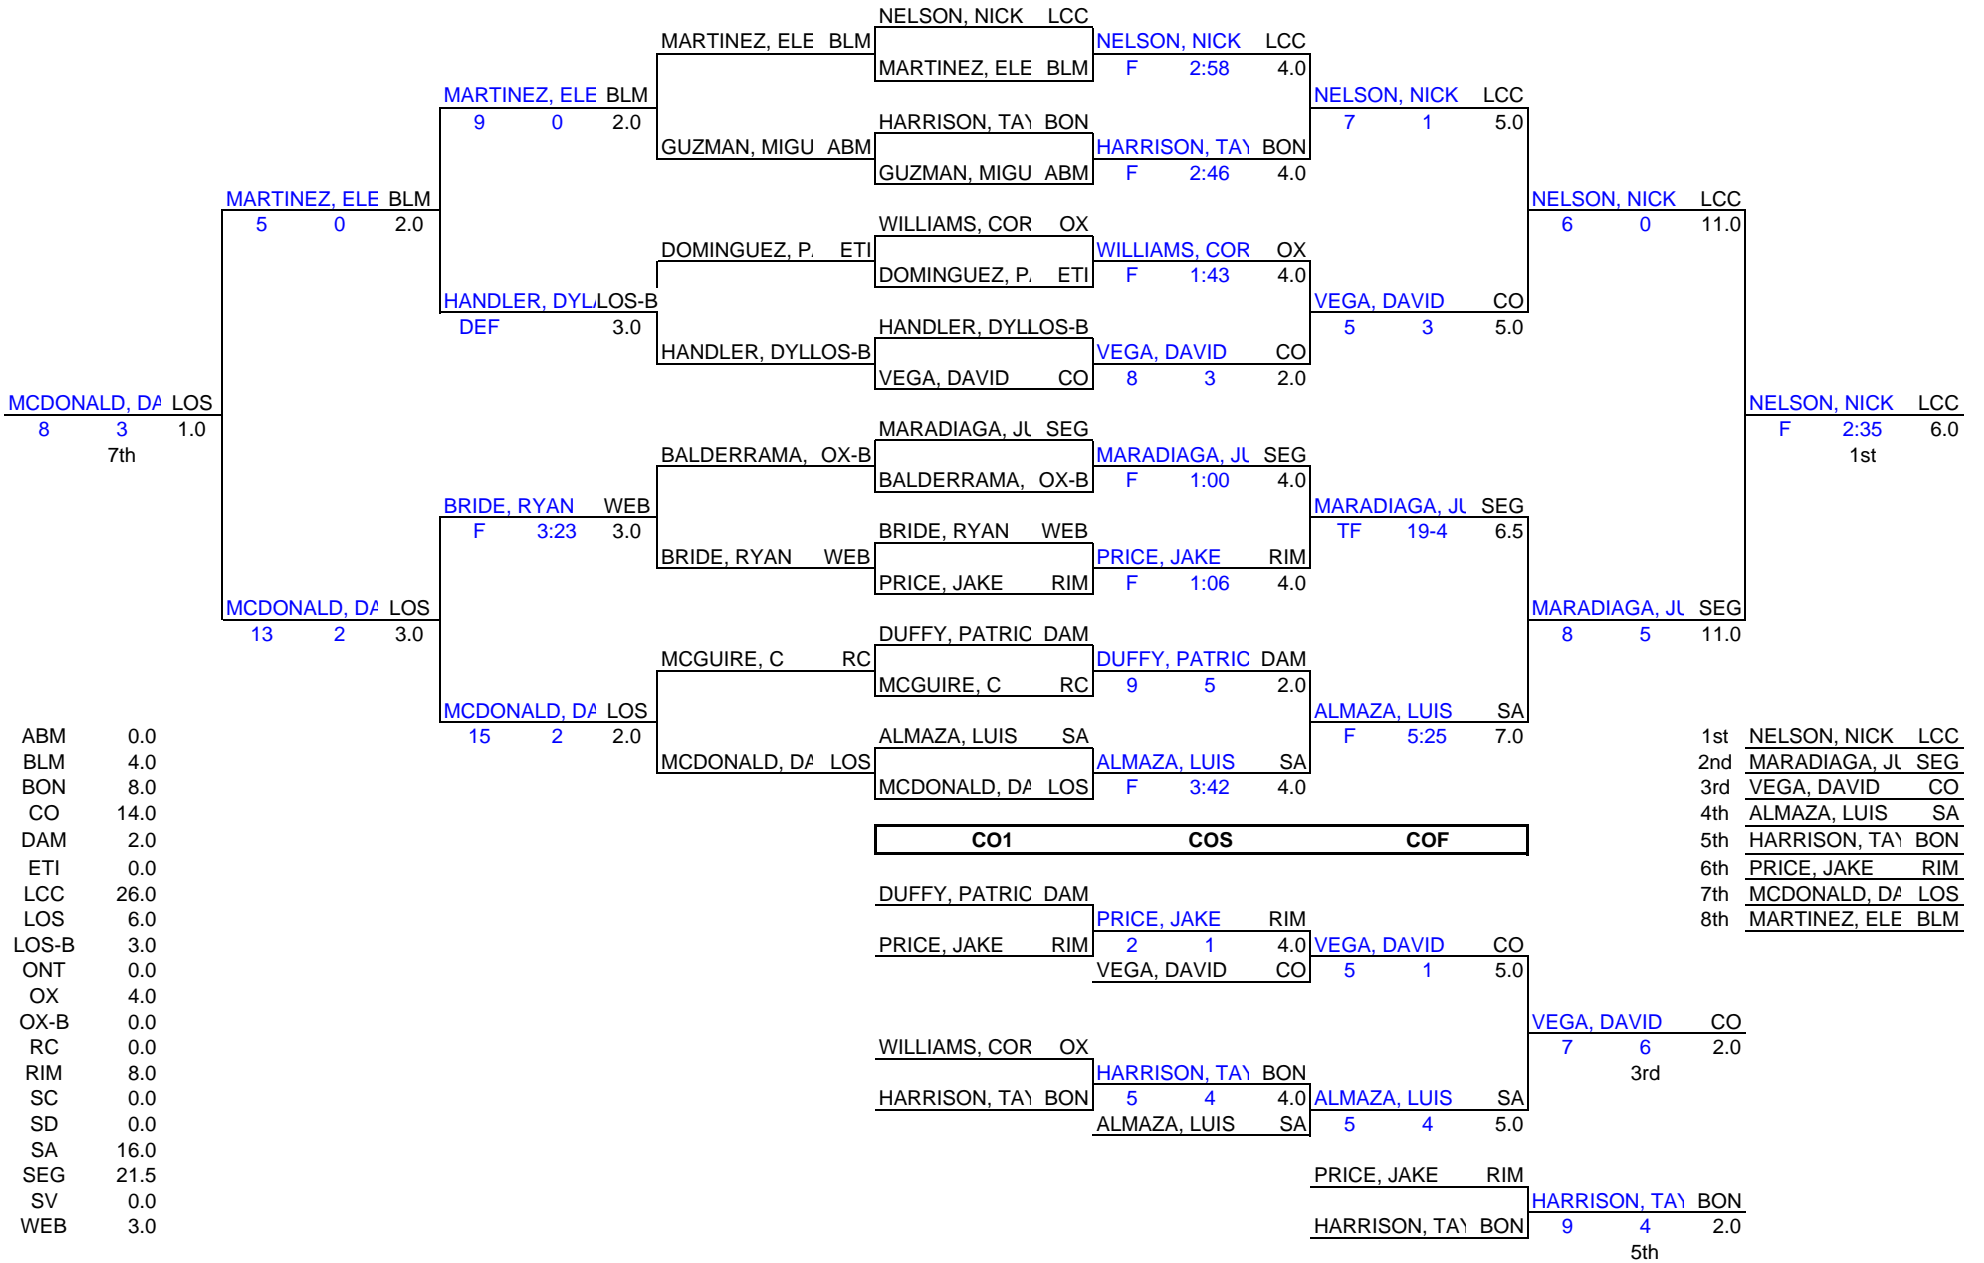 NELSON, NICK LCC
MARTINEZ, ELE BLM NELSON, NICK LCC
MARTINEZ, ELE BLM F 2:58 4.0
MARTINEZ, ELE BLM NELSON, NICK LCC
9 0 2.0 HARRISON, TAY BON 7 1 5.0
GUZMAN, MIGU ABM HARRISON, TAY BON
GUZMAN, MIGU ABM F 2:46 4.0
MARTINEZ, ELE BLM NELSON, NICK LCC
5 0 2.0 WILLIAMS, COR OX 6 0 11.0
DOMINGUEZ, P ETI WILLIAMS, COR OX
DOMINGUEZ, P ETI F 1:43 4.0
HANDLER, DYL LOS-B VEGA, DAVID CO
DEF 3.0 HANDLER, DYL LOS-B 5 3 5.0
HANDLER, DYL LOS-B VEGA, DAVID CO
VEGA, DAVID CO 8 3 2.0
MCDONALD, DA LOS NELSON, NICK LCC
8 3 1.0 MARADIAGA, JU SEG F 2:35 6.0
7th BALDERRAMA, OX-B MARADIAGA, JU SEG 1st
BALDERRAMA, OX-B F 1:00 4.0
BRIDE, RYAN WEB MARADIAGA, JU SEG
F 3:23 3.0 BRIDE, RYAN WEB TF 19-4 6.5
BRIDE, RYAN WEB PRICE, JAKE RIM
PRICE, JAKE RIM F 1:06 4.0
MCDONALD, DA LOS MARADIAGA, JU SEG
13 2 3.0 DUFFY, PATRIC DAM 8 5 11.0
MCGUIRE, C RC DUFFY, PATRIC DAM
MCGUIRE, C RC 9 5 2.0
MCDONALD, DA LOS ALMAZA, LUIS SA
ABM 0.0 15 2 2.0 ALMAZA, LUIS SA F 5:25 7.0 1st NELSON, NICK LCC
BLM 4.0 MCDONALD, DA LOS ALMAZA, LUIS SA 2nd MARADIAGA, JU SEG
BON 8.0 MCDONALD, DA LOS F 3:42 4.0 3rd VEGA, DAVID CO
CO 14.0 4th ALMAZA, LUIS SA
DAM 2.0 CO1 COS COF 5th HARRISON, TAY BON
ETI 0.0 6th PRICE, JAKE RIM
LCC 26.0 DUFFY, PATRIC DAM 7th MCDONALD, DA LOS
LOS 6.0 PRICE, JAKE RIM 8th MARTINEZ, ELE BLM
LOS-B 3.0 PRICE, JAKE RIM 2 1 4.0 VEGA, DAVID CO
ONT 0.0 VEGA, DAVID CO 5 1 5.0
OX 4.0
OX-B 0.0 VEGA, DAVID CO
RC 0.0 WILLIAMS, COR OX 7 6 2.0
RIM 8.0 HARRISON, TAY BON 3rd
SC 0.0 HARRISON, TAY BON 5 4 4.0 ALMAZA, LUIS SA
SD 0.0 ALMAZA, LUIS SA 5 4 5.0
SA 16.0
SEG 21.5 PRICE, JAKE RIM
SV 0.0 HARRISON, TAY BON
WEB 3.0 HARRISON, TAY BON 9 4 2.0
5th